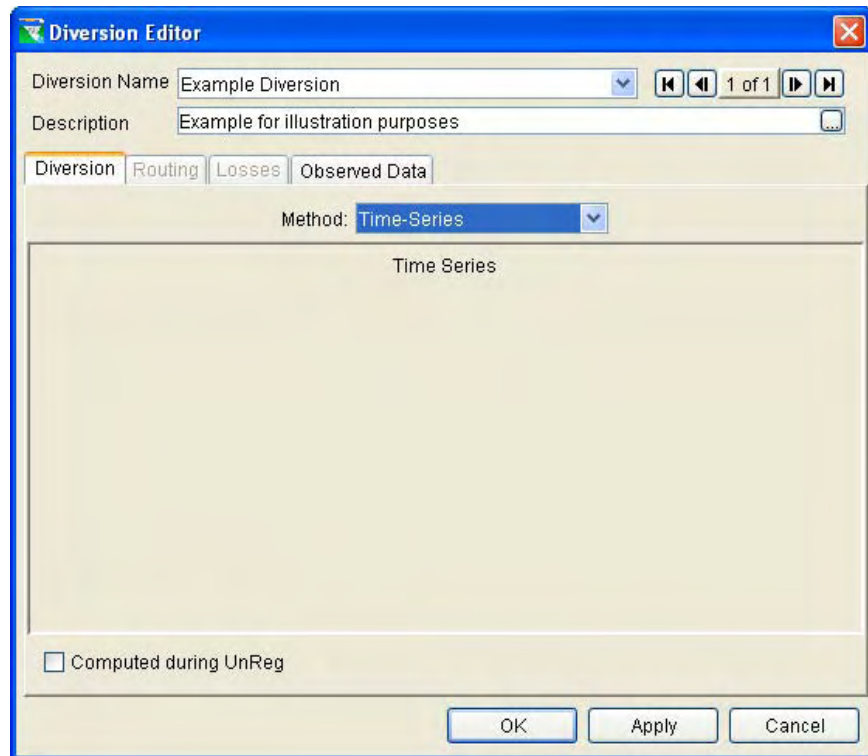 Diversion Editor
Diversion Name Example Diversion 1 of 1
Description Example for illustration purposes ...
Diversion Routing Losses Observed Data
Method: Time-Series
Time Series
Computed during UnReg
OK Apply Cancel